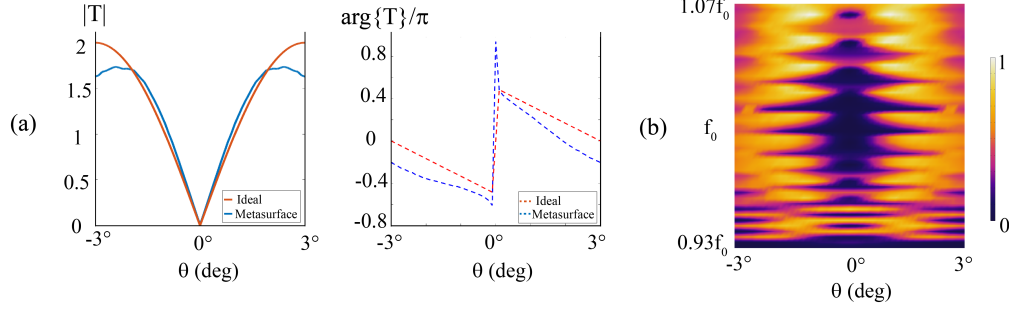 (a)
|T|
2
1.5
1
0.5
0
-3° 0° 3°
θ (deg)
Ideal
Metasurface
arg{T}/π
0.8
0.4
0
-0.4
-0.8
-3° 0° 3°
θ (deg)
Ideal
Metasurface
(b)
1.07f₀
f₀
0.93f₀
-3° 0° 3°
θ (deg)
1
0